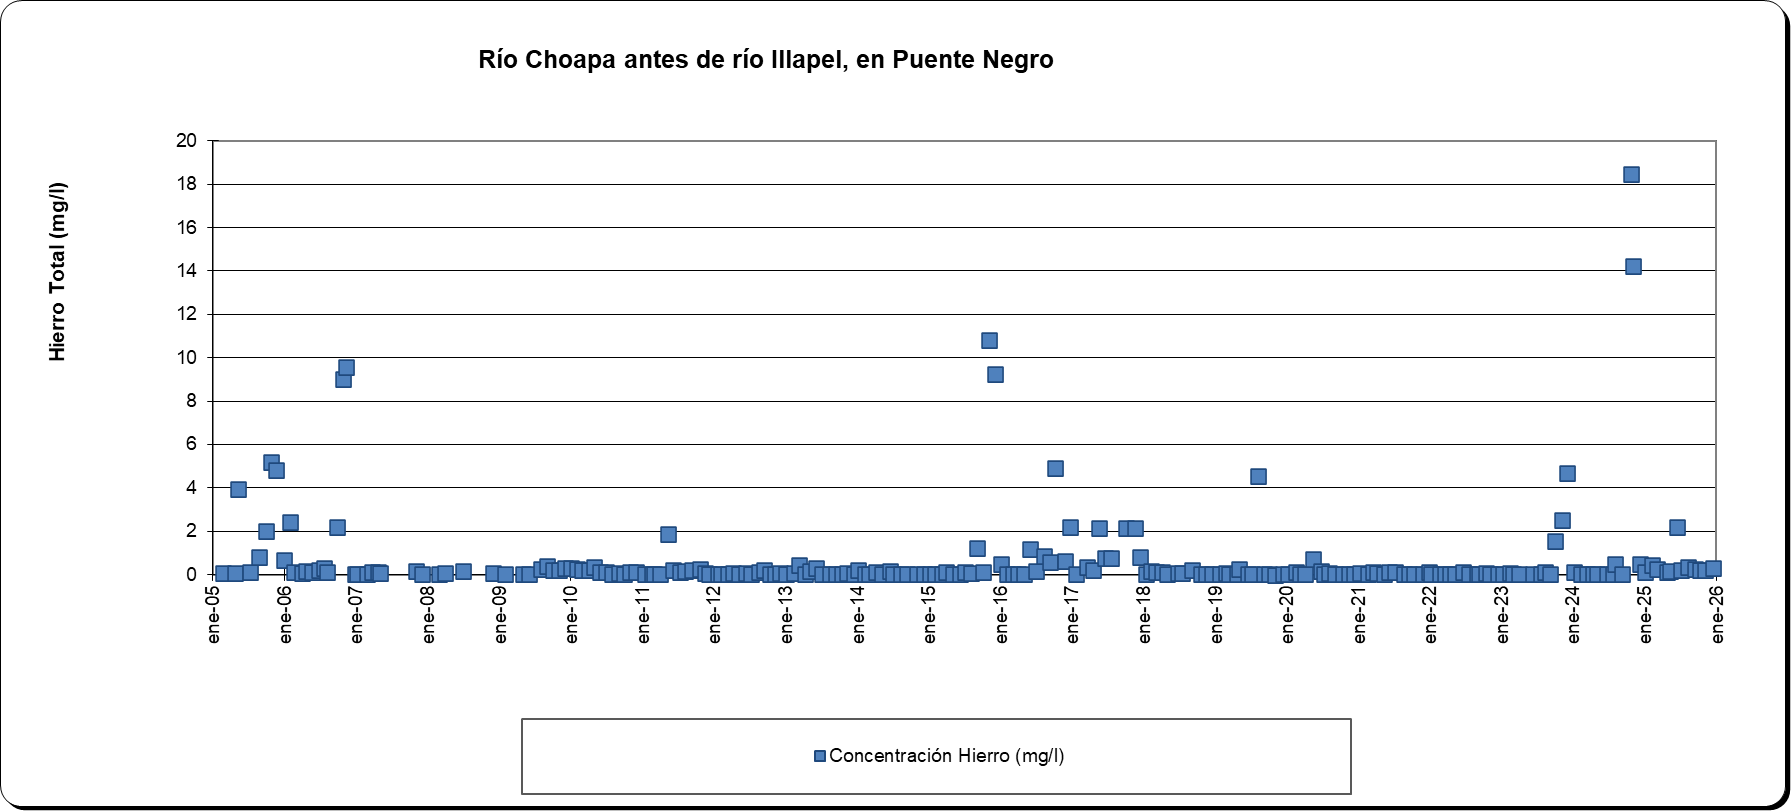 Río Choapa antes de río Illapel, en Puente Negro
Hierro Total (mg/l)
20
18
16
14
12
10
8
6
4
2
0
ene-05
ene-06
ene-07
ene-08
ene-09
ene-10
ene-11
ene-12
ene-13
ene-14
ene-15
ene-16
ene-17
ene-18
ene-19
ene-20
ene-21
ene-22
ene-23
ene-24
ene-25
ene-26
Concentración Hierro (mg/l)